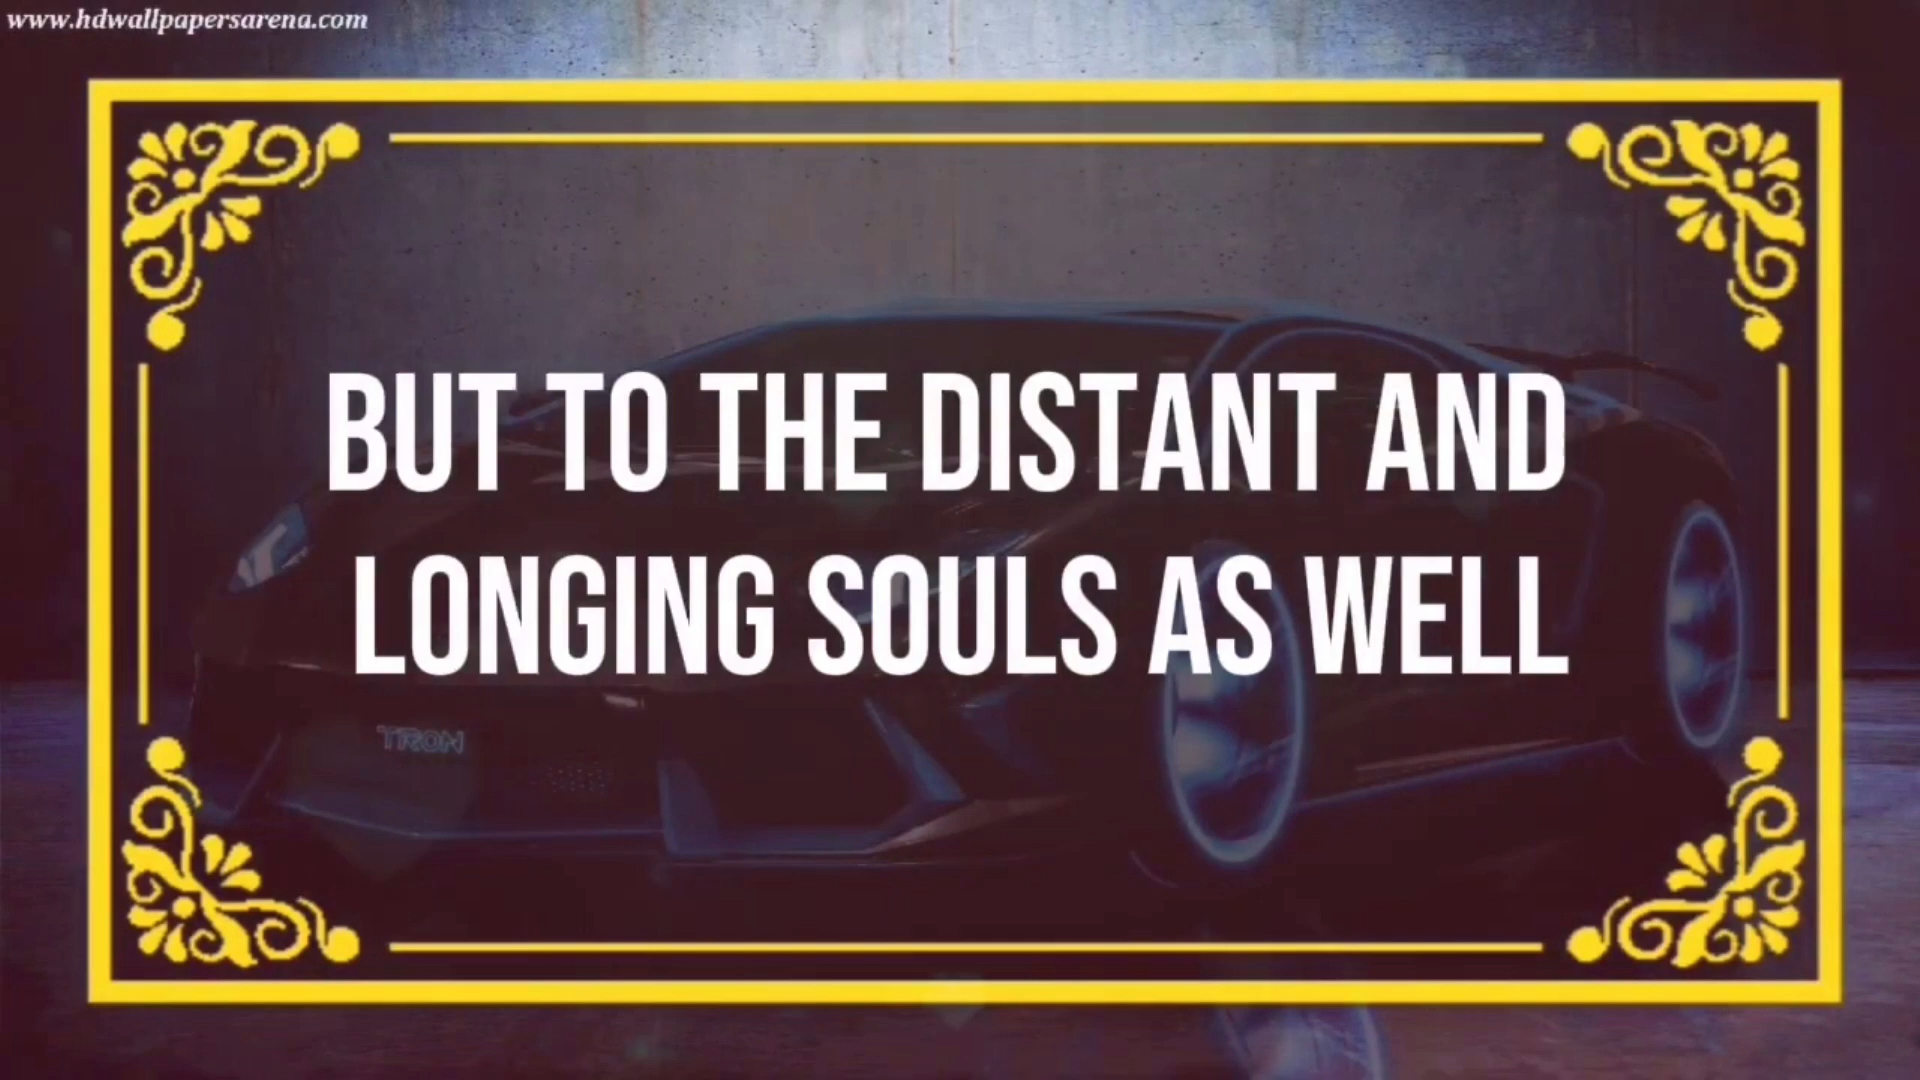 www.hdwallpapersarena.com
BUT TO THE DISTANT AND
LONGING SOULS AS WELL
TRON